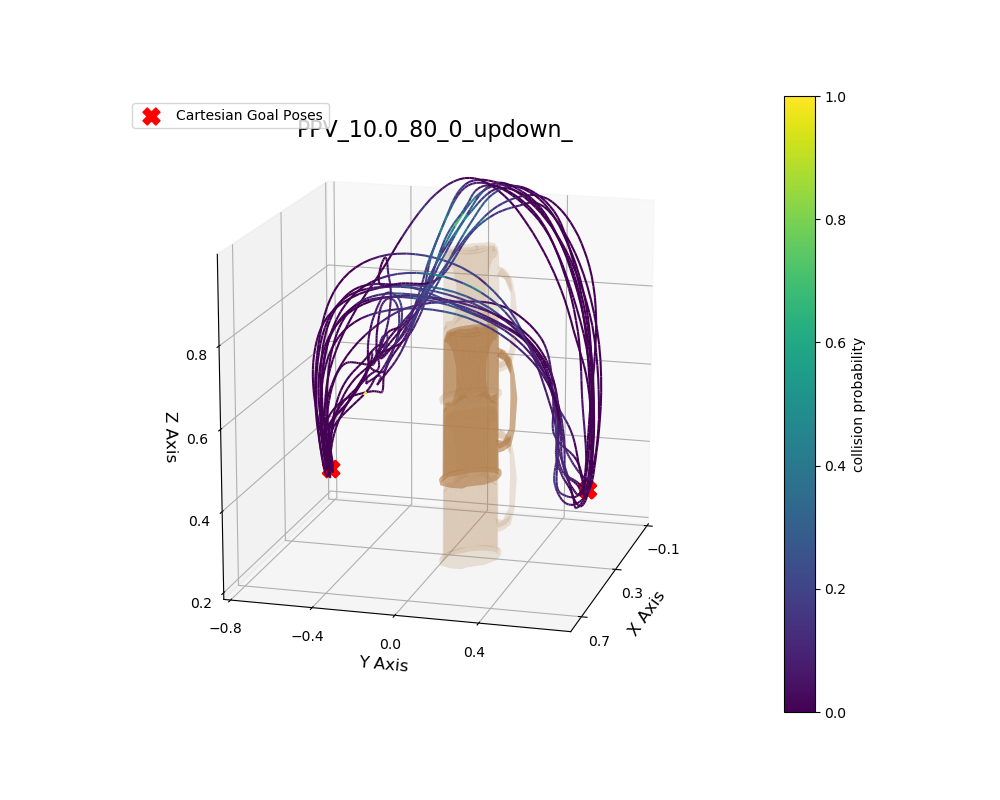 Cartesian Goal Poses
PPV_10.0_80_0_updown_
1.0
0.8
0.6
0.4
0.2
0.0
collision probability
0.8
0.6
0.4
0.2
Z Axis
−0.8
−0.4
0.0
0.4
Y Axis
−0.1
0.3
0.7
X Axis